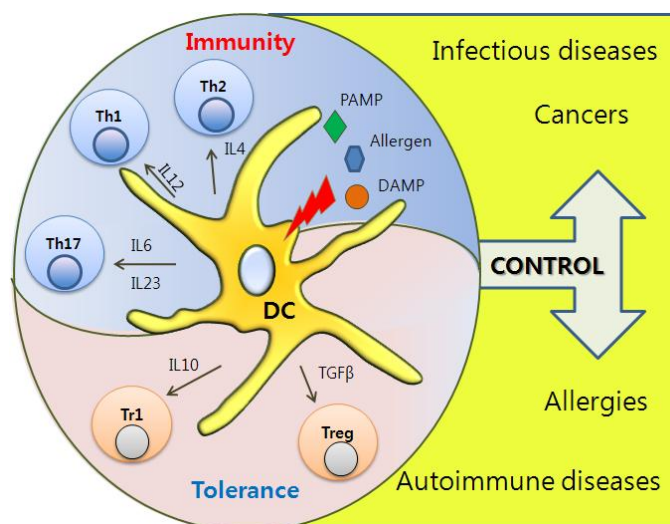 Immunity
Th2
Th1
IL4
IL12
PAMP
Allergen
DAMP
Th17
IL6
IL23
DC
IL10
TGFβ
Tr1
Treg
Tolerance
Infectious diseases
Cancers
CONTROL
Allergies
Autoimmune diseases